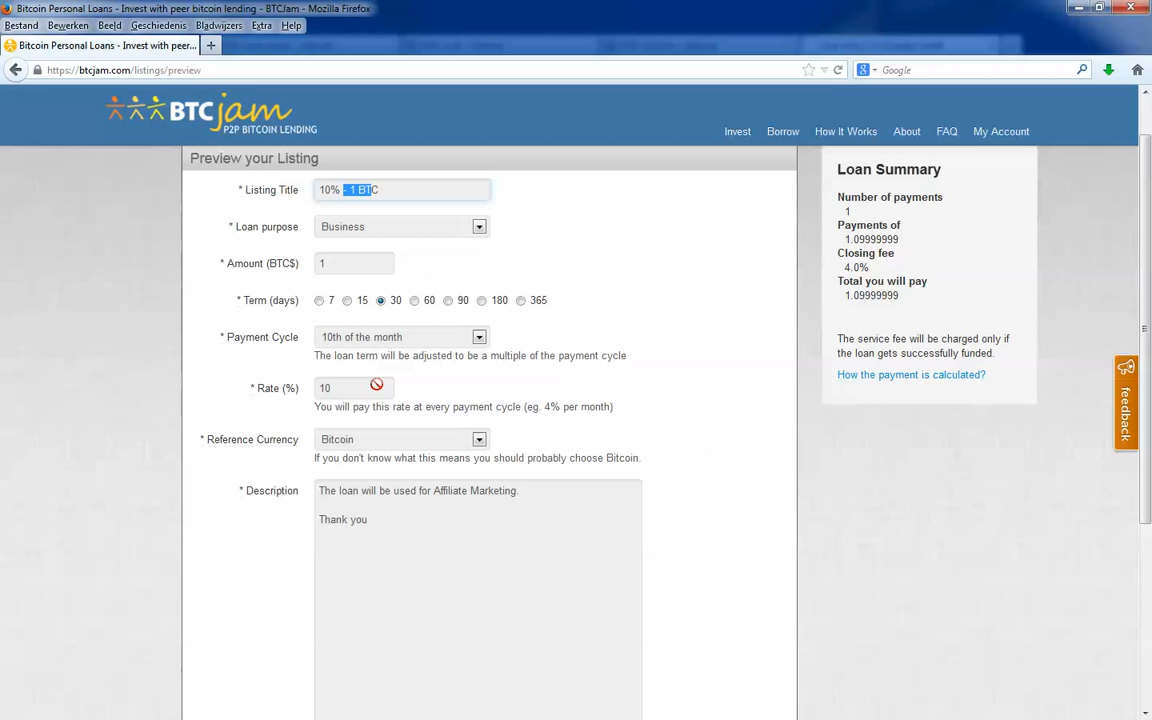 Bitcoin Personal Loans - Invest with peer bitcoin lending - BTCJam - Mozilla Firefox
Bestand Bewerken Beeld Geschiedenis Bladwijzers Extra Help
Bitcoin Personal Loans - Invest with peer... +
https://btcjam.com/listings/preview Google
BTCjam
P2P BITCOIN LENDING
Invest Borrow How It Works About FAQ My Account
Preview your Listing
* Listing Title 10% - 1 BTC
* Loan purpose Business
* Amount (BTC$) 1
* Term (days) 7 15 30 60 90 180 365
* Payment Cycle 10th of the month
The loan term will be adjusted to be a multiple of the payment cycle
* Rate (%) 10
You will pay this rate at every payment cycle (eg. 4% per month)
* Reference Currency Bitcoin
If you don't know what this means you should probably choose Bitcoin.
* Description The loan will be used for Affiliate Marketing.
Thank you
Loan Summary
Number of payments
1
Payments of
1.09999999
Closing fee
4.0%
Total you will pay
1.09999999
The service fee will be charged only if
the loan gets successfully funded.
How the payment is calculated?
feedback